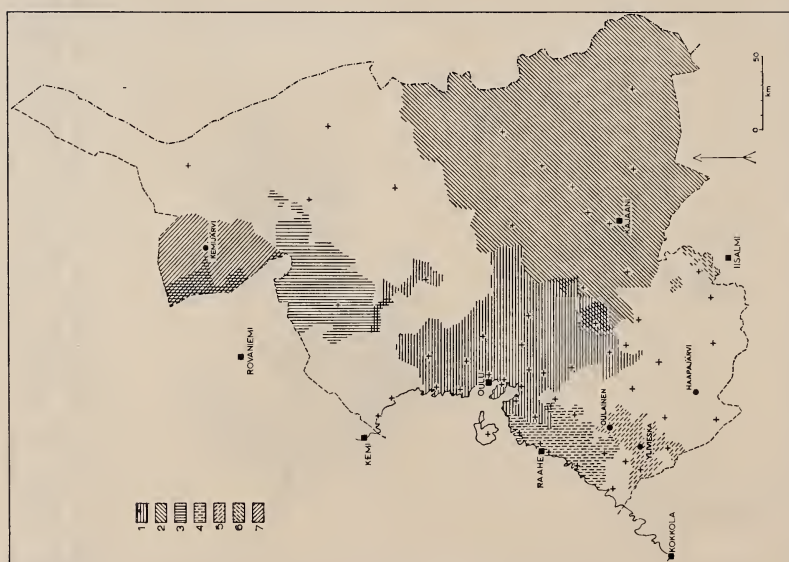 KEMIJÄRVI
ROVANIEMI
KEMI
OULU
RAAHE
OULAINEN
YLIVIESKA
HAAPAJÄRVI
KOKKOLA
KAJAANI
IISALMI
1
2
3
4
5
6
7
0 50
km